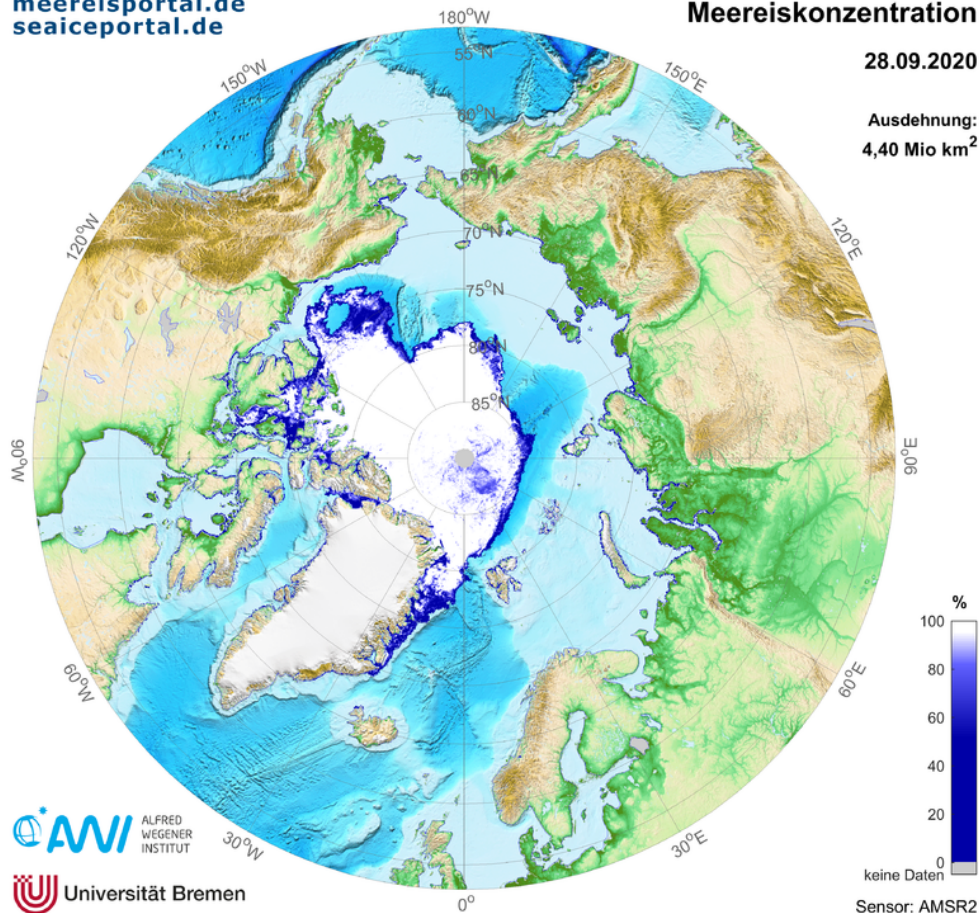 meereisportal.de
seaiceportal.de
Meereiskonzentration
28.09.2020
Ausdehnung:
4,40 Mio km²
180°W
150°W
150°E
120°W
120°E
90°W
90°E
60°W
60°E
30°W
30°E
0°
55°N
60°N
65°N
70°N
75°N
80°N
85°N
%
100
80
60
40
20
0
keine Daten
Sensor: AMSR2
AWI
ALFRED
WEGENER
INSTITUT
Universität Bremen